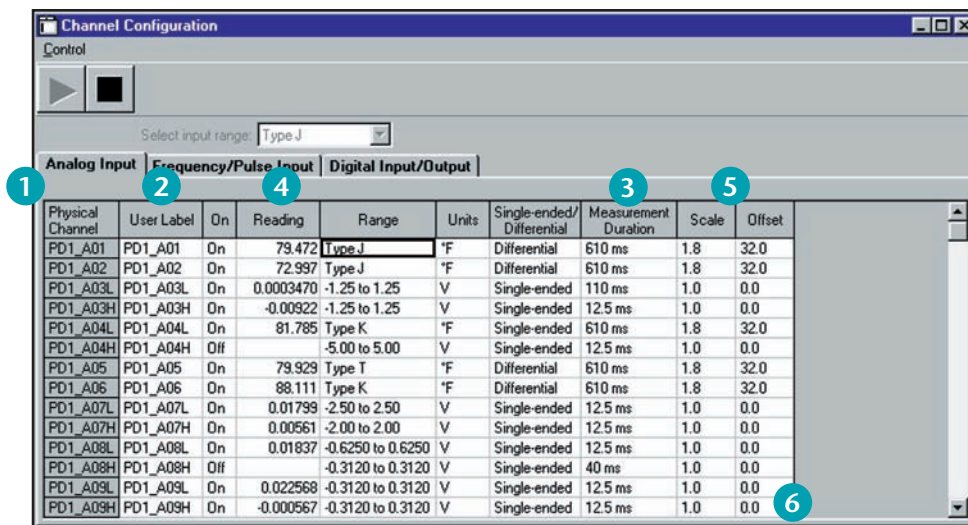 Channel Configuration
Control
Select input range: Type J
1 2 4 3 5
Analog Input Frequency/Pulse Input Digital Input/Output
Physical Channel User Label On Reading Range Units Single-ended/ Differential Measurement Duration Scale Offset
PD1_A01 PD1_A01 On 79.472 Type J °F Differential 610 ms 1.8 32.0
PD1_A02 PD1_A02 On 72.997 Type J °F Differential 610 ms 1.8 32.0
PD1_A03L PD1_A03L On 0.0003470 -1.25 to 1.25 V Single-ended 110 ms 1.0 0.0
PD1_A03H PD1_A03H On -0.00922 -1.25 to 1.25 V Single-ended 12.5 ms 1.0 0.0
PD1_A04L PD1_A04L On 81.785 Type K °F Single-ended 610 ms 1.8 32.0
PD1_A04H PD1_A04H Off -5.00 to 5.00 V Single-ended 12.5 ms 1.0 0.0
PD1_A05 PD1_A05 On 79.929 Type T °F Differential 610 ms 1.8 32.0
PD1_A06 PD1_A06 On 88.111 Type K °F Differential 610 ms 1.8 32.0
PD1_A07L PD1_A07L On 0.01799 -2.50 to 2.50 V Single-ended 12.5 ms 1.0 0.0
PD1_A07H PD1_A07H On 0.00561 -2.00 to 2.00 V Single-ended 12.5 ms 1.0 0.0
PD1_A08L PD1_A08L On 0.01837 -0.6250 to 0.6250 V Single-ended 12.5 ms 1.0 0.0
PD1_A08H PD1_A08H Off -0.3120 to 0.3120 V Single-ended 40 ms 1.0 0.0
PD1_A09L PD1_A09L On 0.022568 -0.3120 to 0.3120 V Single-ended 12.5 ms 1.0 0.0
PD1_A09H PD1_A09H On -0.000567 -0.3120 to 0.3120 V Single-ended 12.5 ms 1.0 0.0
6